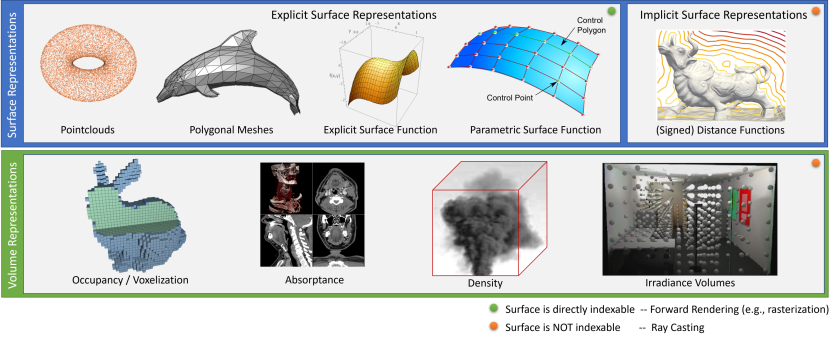 Surface Representations
Explicit Surface Representations
Implicit Surface Representations
Control
Polygon
f(x,y)
Control Point
Pointclouds
Polygonal Meshes
Explicit Surface Function
Parametric Surface Function
(Signed) Distance Functions
Volume Representations
Occupancy / Voxelization
Absorptance
Density
Irradiance Volumes
Surface is directly indexable -- Forward Rendering (e.g., rasterization)
Surface is NOT indexable -- Ray Casting